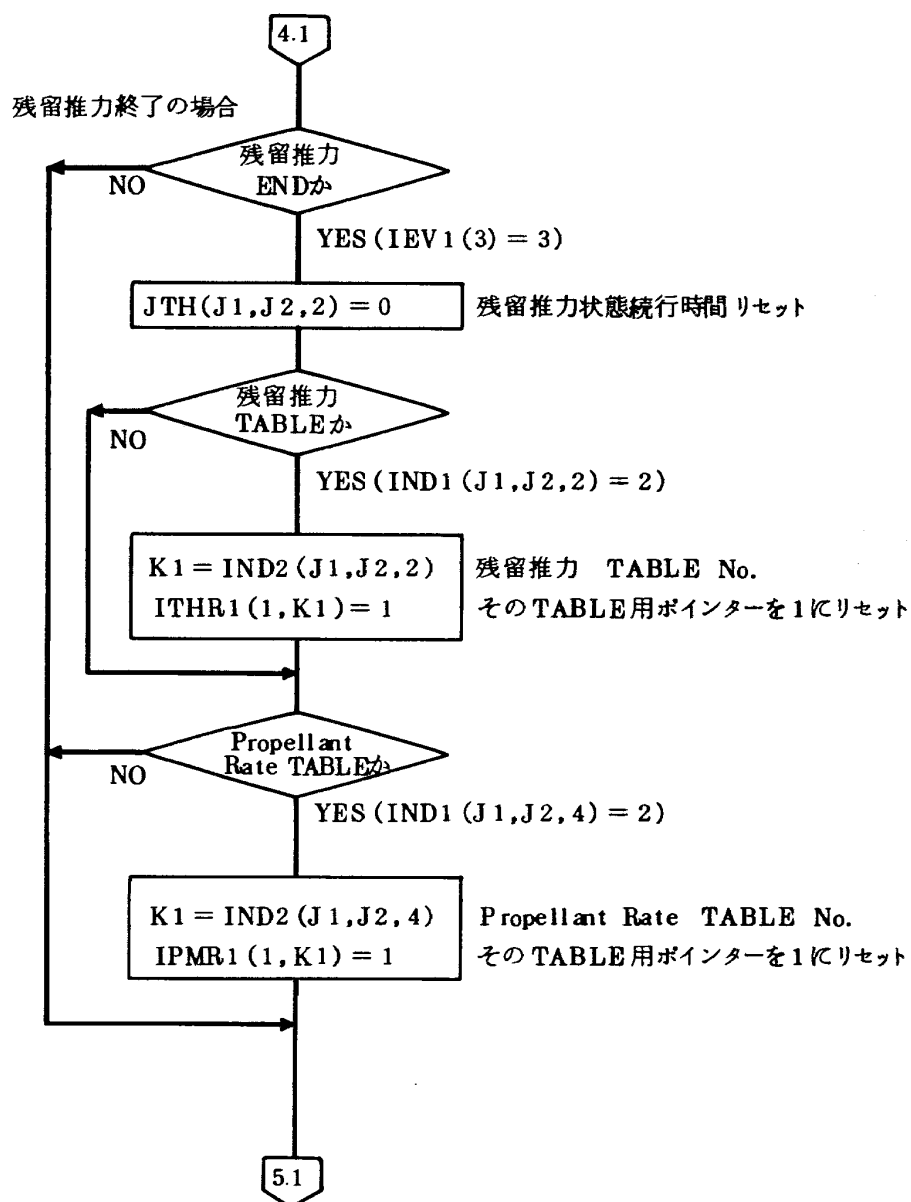 4.1
残留推力終了の場合
残留推力
ENDか
NO
YES(IEV1(3)=3)
JTH(J1,J2,2)=0
残留推力状態続行時間リセット
残留推力
TABLEか
NO
YES(IND1(J1,J2,2)=2)
K1=IND2(J1,J2,2)
残留推力 TABLE No.
ITHR1(1,K1)=1
そのTABLE用ポインターを1にリセット
Propellant
Rate TABLEか
NO
YES(IND1(J1,J2,4)=2)
K1=IND2(J1,J2,4)
Propellant Rate TABLE No.
IPMR1(1,K1)=1
そのTABLE用ポインターを1にリセット
5.1